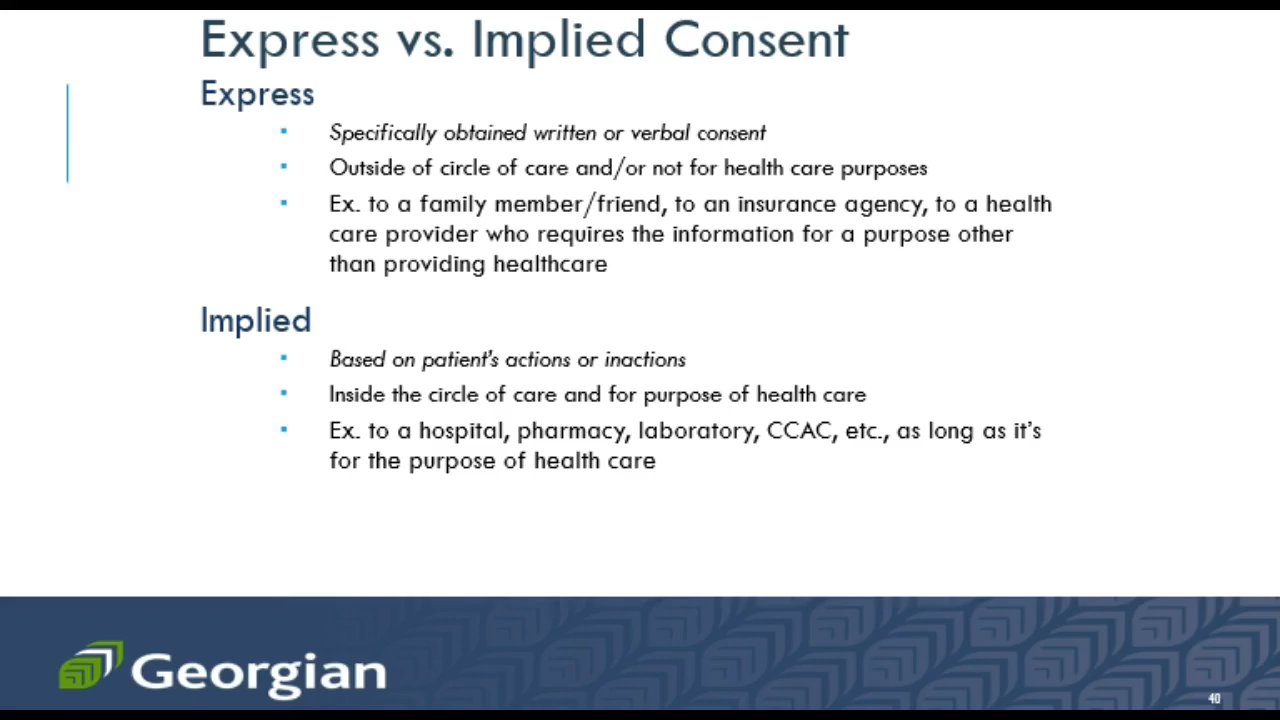 Express vs. Implied Consent
Express
▪ Specifically obtained written or verbal consent
▪ Outside of circle of care and/or not for health care purposes
▪ Ex. to a family member/friend, to an insurance agency, to a health
care provider who requires the information for a purpose other
than providing healthcare
Implied
▪ Based on patient's actions or inactions
▪ Inside the circle of care and for purpose of health care
▪ Ex. to a hospital, pharmacy, laboratory, CCAC, etc., as long as it's
for the purpose of health care
Georgian
40